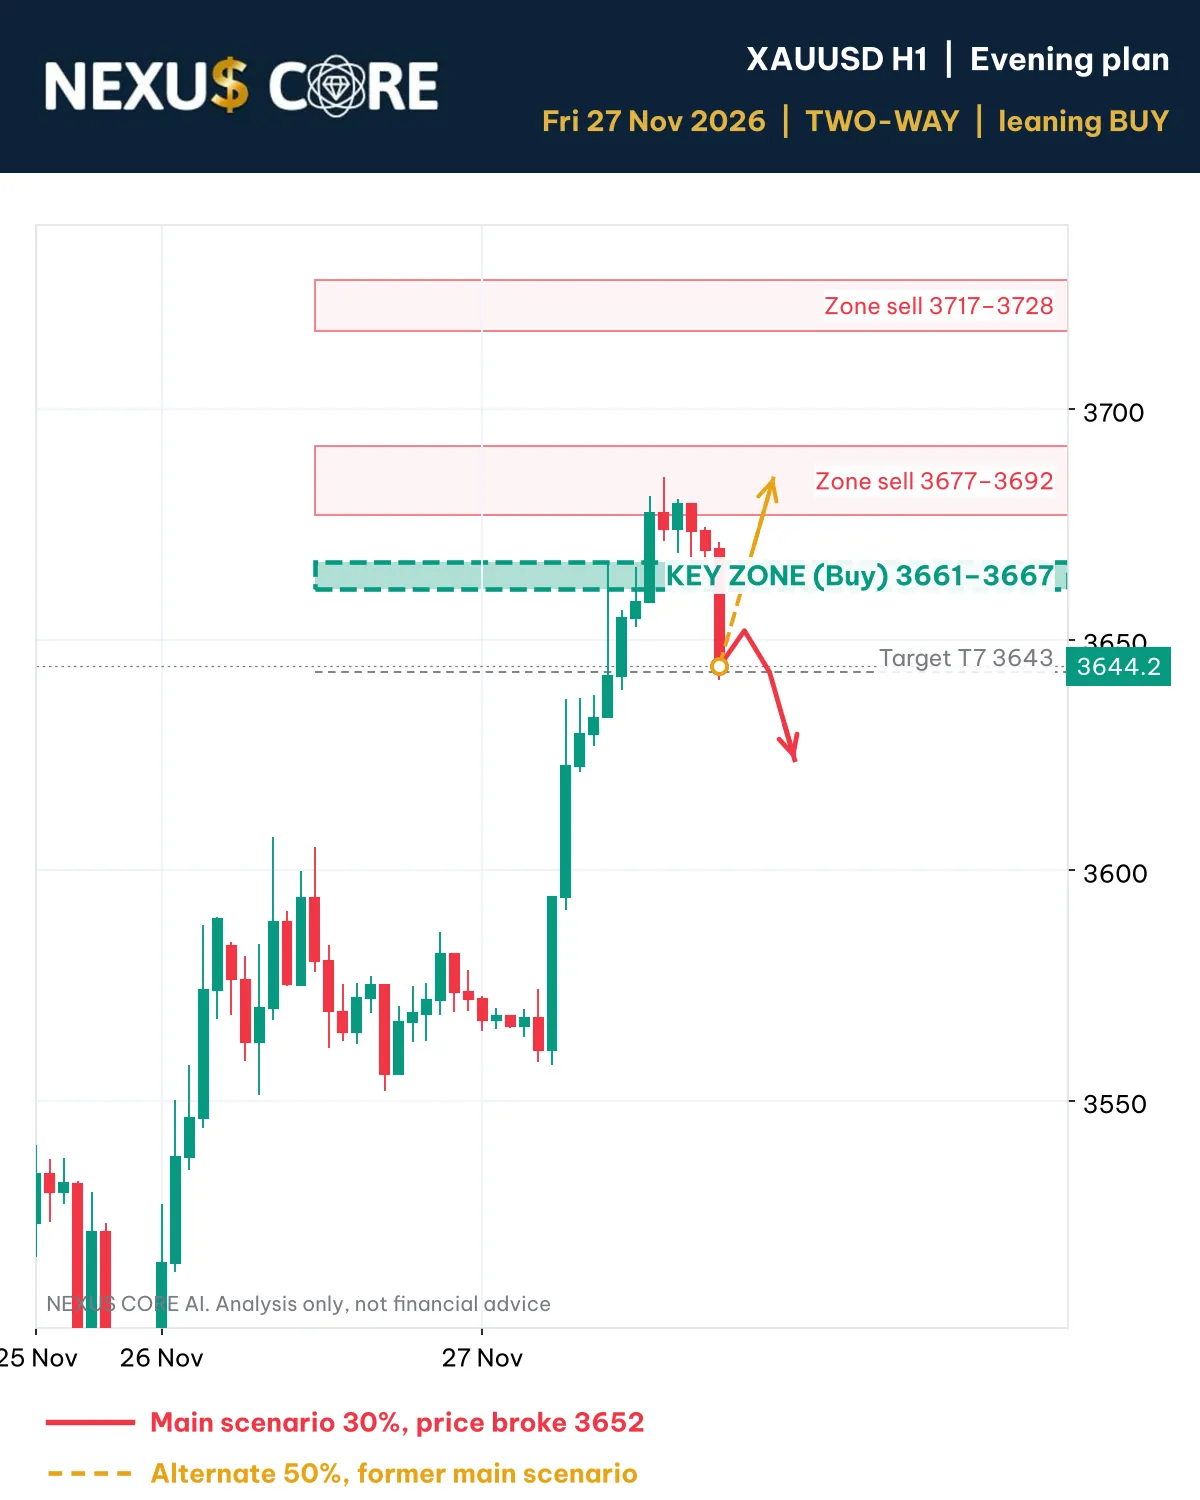 NEXU$ CORE
XAUUSD H1 | Evening plan
Fri 27 Nov 2026 | TWO-WAY | leaning BUY
Zone sell 3717–3728
3700
Zone sell 3677–3692
KEY ZONE (Buy) 3661–3667
3650
Target T7 3643
3644.2
3600
3550
NEXUS CORE AI. Analysis only, not financial advice
25 Nov
26 Nov
27 Nov
Main scenario 30%, price broke 3652
Alternate 50%, former main scenario